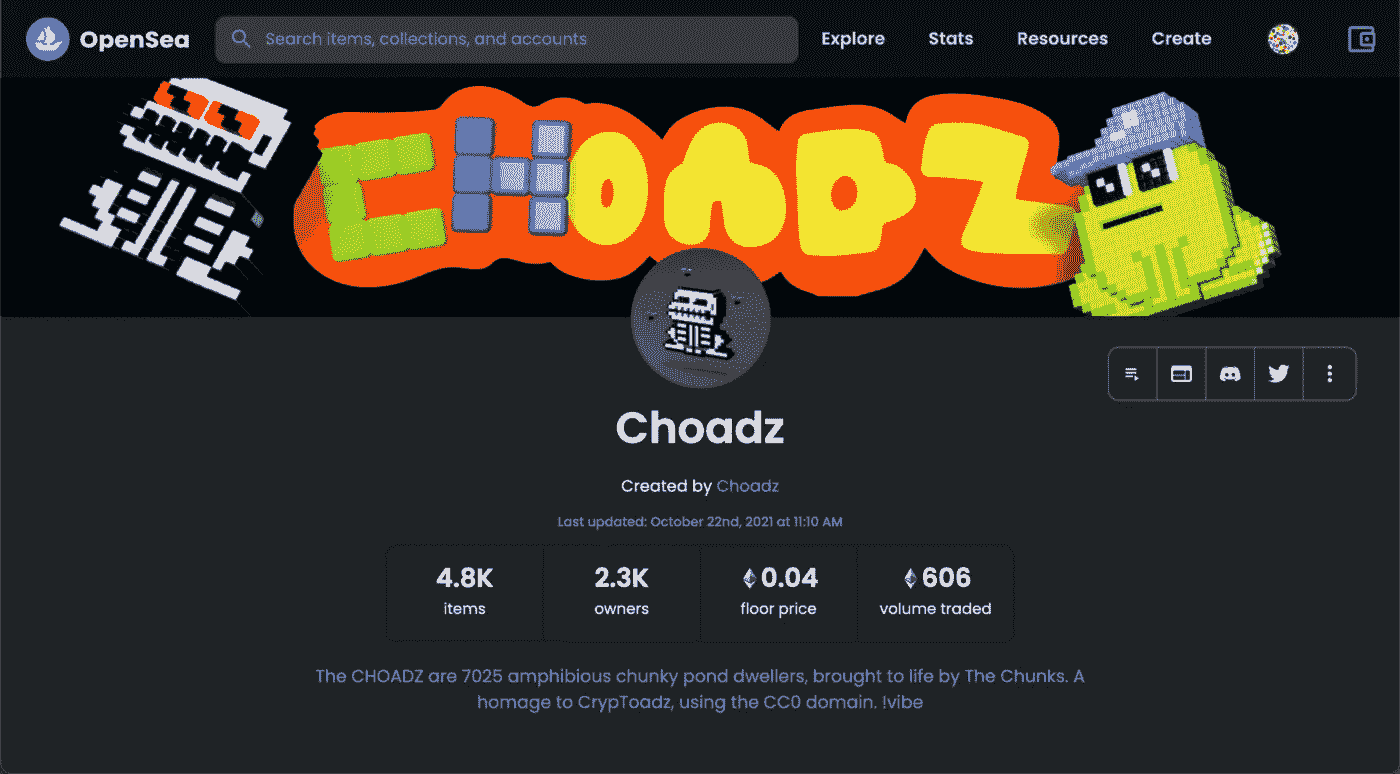 OpenSea
Search items, collections, and accounts
Explore
Stats
Resources
Create
CHOADZ
Choadz
Created by Choadz
Last updated: October 22nd, 2021 at 11:10 AM
4.8K
items
2.3K
owners
0.04
floor price
606
volume traded
The CHOADZ are 7025 amphibious chunky pond dwellers, brought to life by The Chunks. A
homage to CrypToadz, using the CC0 domain. !vibe